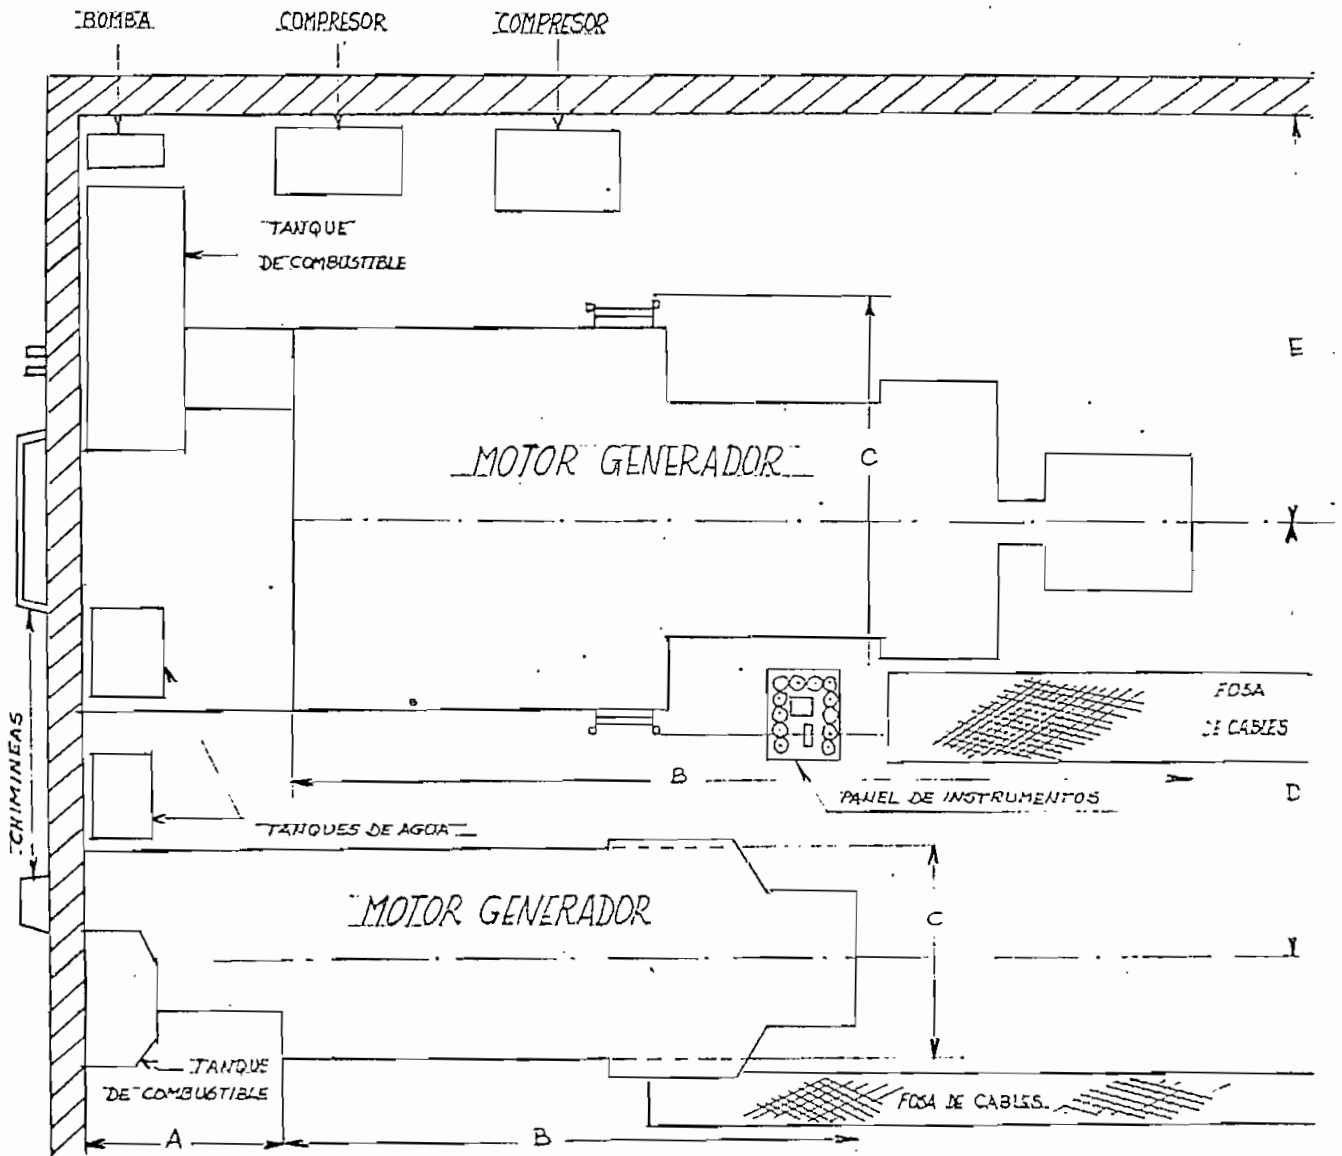 BOMBA
COMPRESOR
COMPRESOR
TANQUE
DE COMBUSTIBLE
E
MOTOR GENERADOR
C
FOSA
DE CABLES
CHIMINEAS
B
PANEL DE INSTRUMENTOS
D
TANQUES DE AGUA
MOTOR GENERADOR
C
TANQUE
DE COMBUSTIBLE
FOSA DE CABLES
A
B